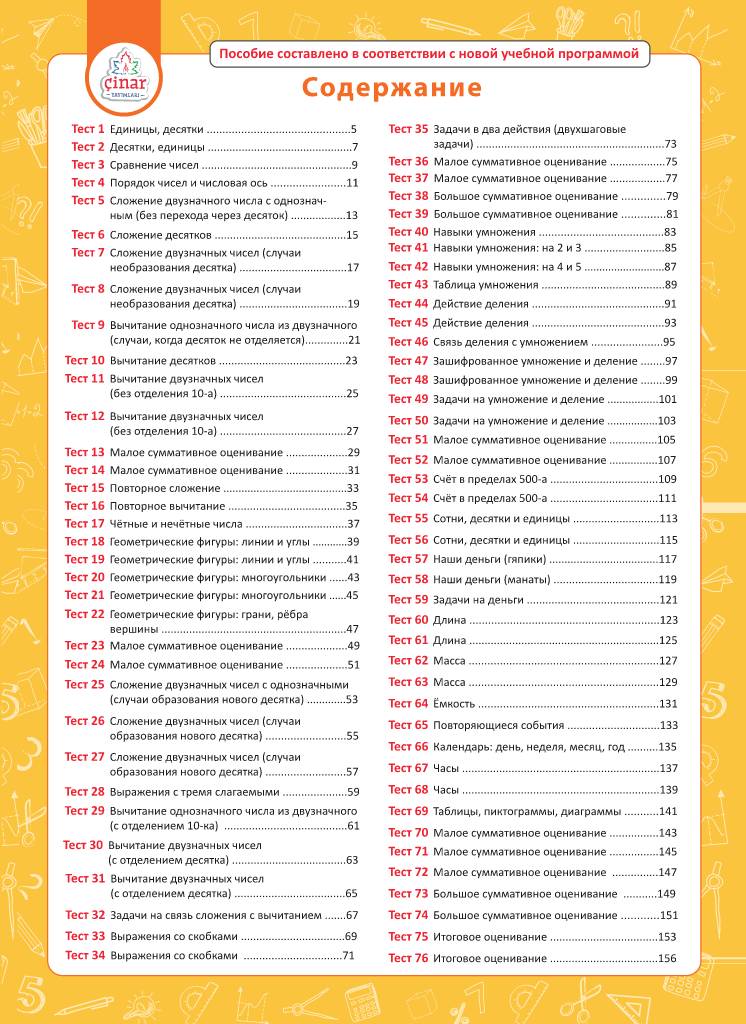 Пособие составлено в соответствии с новой учебной программой
çinar
YAYIMLARI
Содержание
Тест 1 Единицы, десятки ............................................5
Тест 2 Десятки, единицы ............................................7
Тест 3 Сравнение чисел ............................................9
Тест 4 Порядок чисел и числовая ось ............................11
Тест 5 Сложение двузначного числа с однознач-
ным (без перехода через десяток) .................13
Тест 6 Сложение десятков ........................................15
Тест 7 Сложение двузначных чисел (случаи
необразования десятка) .................................17
Тест 8 Сложение двузначных чисел (случаи
необразования десятка) .................................19
Тест 9 Вычитание однозначного числа из двузначного
(случаи, когда десяток не отделяется).............21
Тест 10 Вычитание десятков .......................................23
Тест 11 Вычитание двузначных чисел
(без отделения 10-а) .......................................25
Тест 12 Вычитание двузначных чисел
(без отделения 10-а) .......................................27
Тест 13 Малое суммативное оценивание ...................29
Тест 14 Малое суммативное оценивание ...................31
Тест 15 Повторное сложение ......................................33
Тест 16 Повторное вычитание .....................................35
Тест 17 Чётные и нечётные числа ................................37
Тест 18 Геометрические фигуры: линии и углы ..........39
Тест 19 Геометрические фигуры: линии и углы ..........41
Тест 20 Геометрические фигуры: многоугольники ......43
Тест 21 Геометрические фигуры: многоугольники ......45
Тест 22 Геометрические фигуры: грани, рёбра
вершины .........................................................47
Тест 23 Малое суммативное оценивание ...................49
Тест 24 Малое суммативное оценивание ...................51
Тест 25 Сложение двузначных чисел с однозначными
(случаи образования нового десятка) ............53
Тест 26 Сложение двузначных чисел (случаи
образования нового десятка) .........................55
Тест 27 Сложение двузначных чисел (случаи
образования нового десятка) .........................57
Тест 28 Выражения с тремя слагаемыми ....................59
Тест 29 Вычитание однозначного числа из двузначного
(с отделением 10-ка) ......................................61
Тест 30 Вычитание двузначных чисел
(с отделением десятка) ...................................63
Тест 31 Вычитание двузначных чисел
(с отделением десятка) ...................................65
Тест 32 Задачи на связь сложения с вычитанием .......67
Тест 33 Выражения со скобками ................................69
Тест 34 Выражения со скобками ................................71
Тест 35 Задачи в два действия (двухшаговые
задачи) ...........................................................73
Тест 36 Малое суммативное оценивание ...................75
Тест 37 Малое суммативное оценивание ...................77
Тест 38 Большое суммативное оценивание ................79
Тест 39 Большое суммативное оценивание ................81
Тест 40 Навыки умножения .......................................83
Тест 41 Навыки умножения: на 2 и 3 .........................85
Тест 42 Навыки умножения: на 4 и 5 .........................87
Тест 43 Таблица умножения ......................................89
Тест 44 Действие деления .........................................91
Тест 45 Действие деления .........................................93
Тест 46 Связь деления с умножением ......................95
Тест 47 Зашифрованное умножение и деление ........97
Тест 48 Зашифрованное умножение и деление ........99
Тест 49 Задачи на умножение и деление .................101
Тест 50 Задачи на умножение и деление .................103
Тест 51 Малое суммативное оценивание .................105
Тест 52 Малое суммативное оценивание .................107
Тест 53 Счёт в пределах 500-а ...................................109
Тест 54 Счёт в пределах 500-а ...................................111
Тест 55 Сотни, десятки и единицы ............................113
Тест 56 Сотни, десятки и единицы ............................115
Тест 57 Наши деньги (гяпики) ...................................117
Тест 58 Наши деньги (манаты) ..................................119
Тест 59 Задачи на деньги ..........................................121
Тест 60 Длина ............................................................123
Тест 61 Длина ............................................................125
Тест 62 Масса ............................................................127
Тест 63 Масса ............................................................129
Тест 64 Ёмкость .........................................................131
Тест 65 Повторяющиеся события .............................133
Тест 66 Календарь: день, неделя, месяц, год ..........135
Тест 67 Часы ..............................................................137
Тест 68 Часы ..............................................................139
Тест 69 Таблицы, пиктограммы, диаграммы ............141
Тест 70 Малое суммативное оценивание .................143
Тест 71 Малое суммативное оценивание .................145
Тест 72 Малое суммативное оценивание .................147
Тест 73 Большое суммативное оценивание .............149
Тест 74 Большое суммативное оценивание .............151
Тест 75 Итоговое оценивание ...................................153
Тест 76 Итоговое оценивание ...................................156